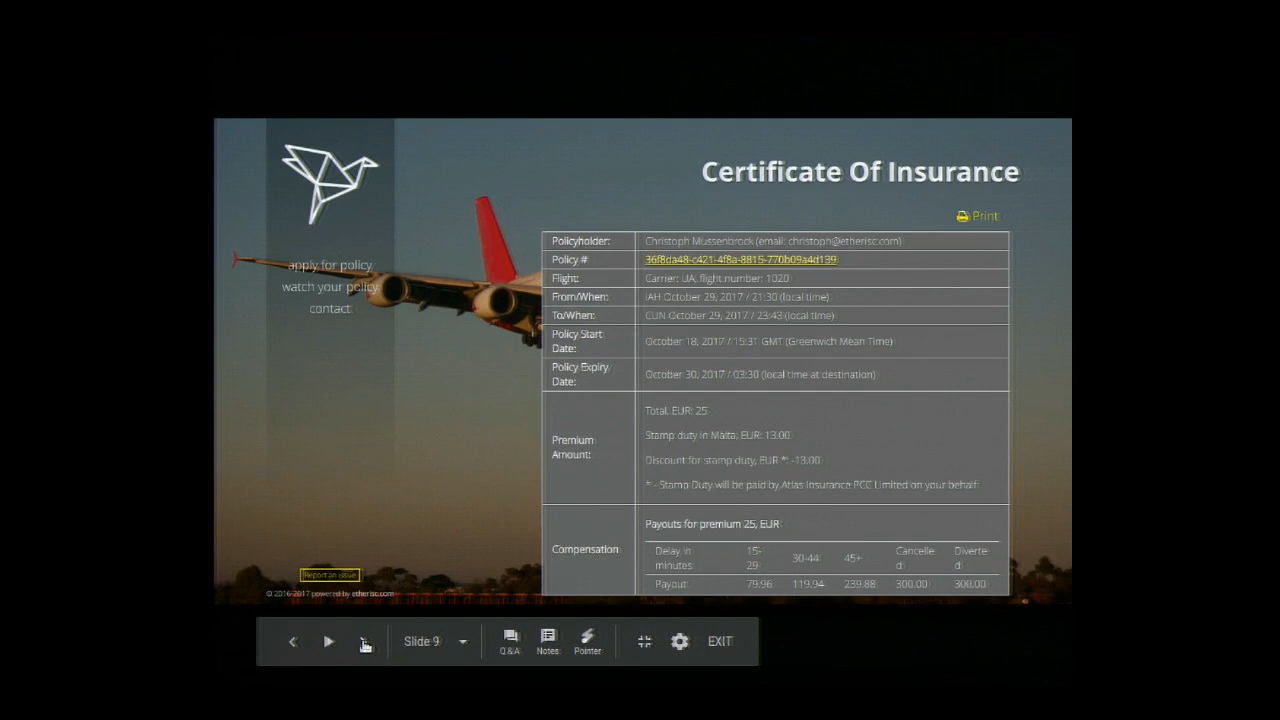 Certificate Of Insurance
Print
apply for policy
watch your policy
contact
Policyholder: Christoph Mussenbrock (email: christoph@etherisc.com)
Policy # 36f8da48-c421-4f8a-8815-770b09a4d139
Flight: Carrier: UA, flight number: 1020
From/When: IAH October 29, 2017 / 21:30 (local time)
To/When: CUN October 29, 2017 / 23:43 (local time)
Policy Start
Date:
October 18, 2017 / 15:31 GMT (Greenwich Mean Time)
Policy Expiry
Date:
October 30, 2017 / 03:30 (local time at destination)
Premium
Amount:
Total, EUR: 25
Stamp duty in Malta, EUR: 13.00
Discount for stamp duty, EUR *: -13.00
* - Stamp Duty will be paid by Atlas Insurance PCC Limited on your behalf
Compensation
Payouts for premium 25, EUR
Delay in
minutes:
15-
29:
30-44:
45+:
Cancelle
d:
Diverte
d:
Payout: 79.96 119.94 239.88 300.00 300.00
Report an issue
© 2016-2017 powered by etherisc.com
Slide 9
Q&A
Notes
Pointer
EXIT